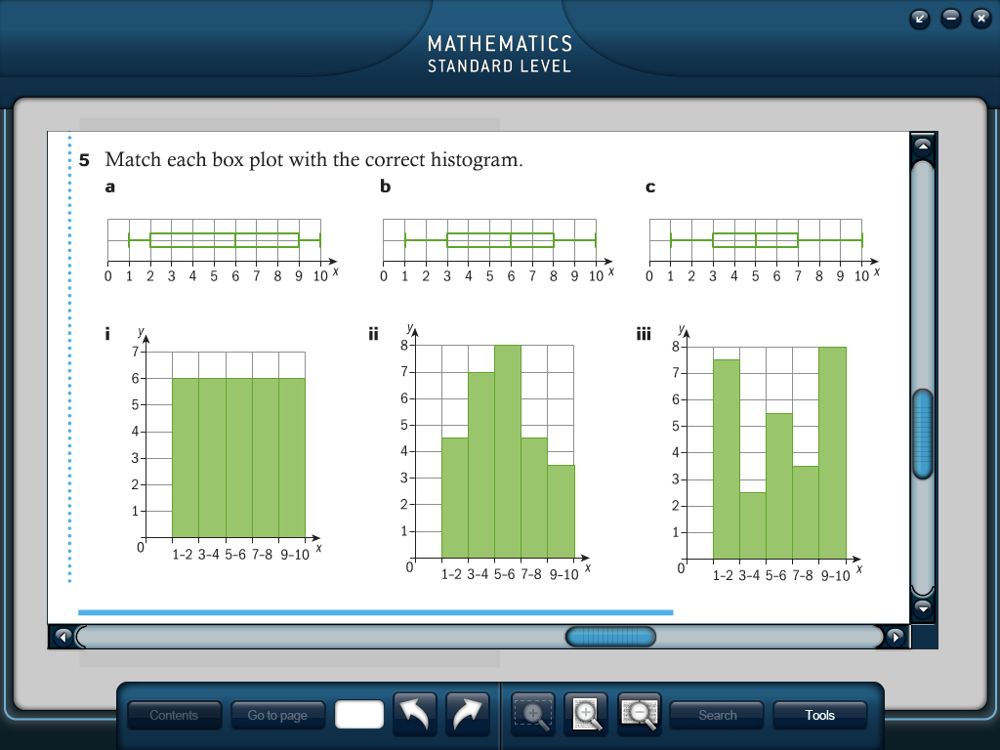 MATHEMATICS
STANDARD LEVEL
5 Match each box plot with the correct histogram.
a b c
0 1 2 3 4 5 6 7 8 9 10 x
0 1 2 3 4 5 6 7 8 9 10 x
0 1 2 3 4 5 6 7 8 9 10 x
i
y
7
6
5
4
3
2
1
0
1–2 3–4 5–6 7–8 9–10 x
ii
y
8
7
6
5
4
3
2
1
0
1–2 3–4 5–6 7–8 9–10 x
iii
y
8
7
6
5
4
3
2
1
0
1–2 3–4 5–6 7–8 9–10 x
Contents Go to page Search Tools